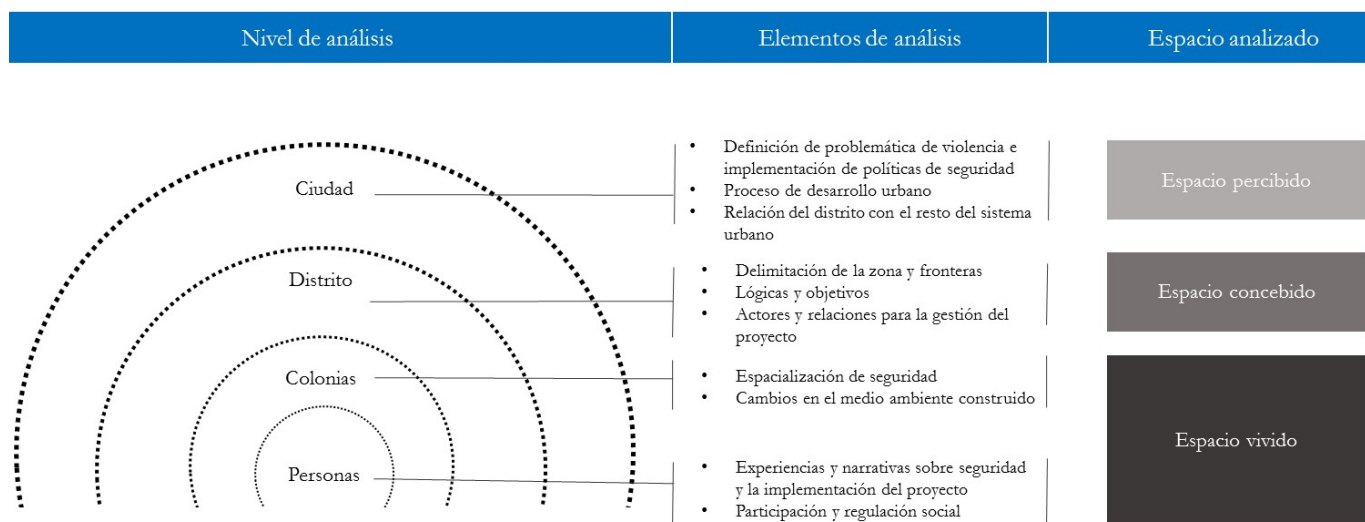 Nivel de análisis
Elementos de análisis
Espacio analizado
Ciudad
• Definición de problemática de violencia e
implementación de políticas de seguridad
• Proceso de desarrollo urbano
• Relación del distrito con el resto del sistema
urbano
Espacio percibido
Distrito
• Delimitación de la zona y fronteras
• Lógicas y objetivos
• Actores y relaciones para la gestión del
proyecto
Espacio concebido
Colonias
• Espacialización de seguridad
• Cambios en el medio ambiente construido
Espacio vivido
Personas
• Experiencias y narrativas sobre seguridad
y la implementación del proyecto
• Participación y regulación social